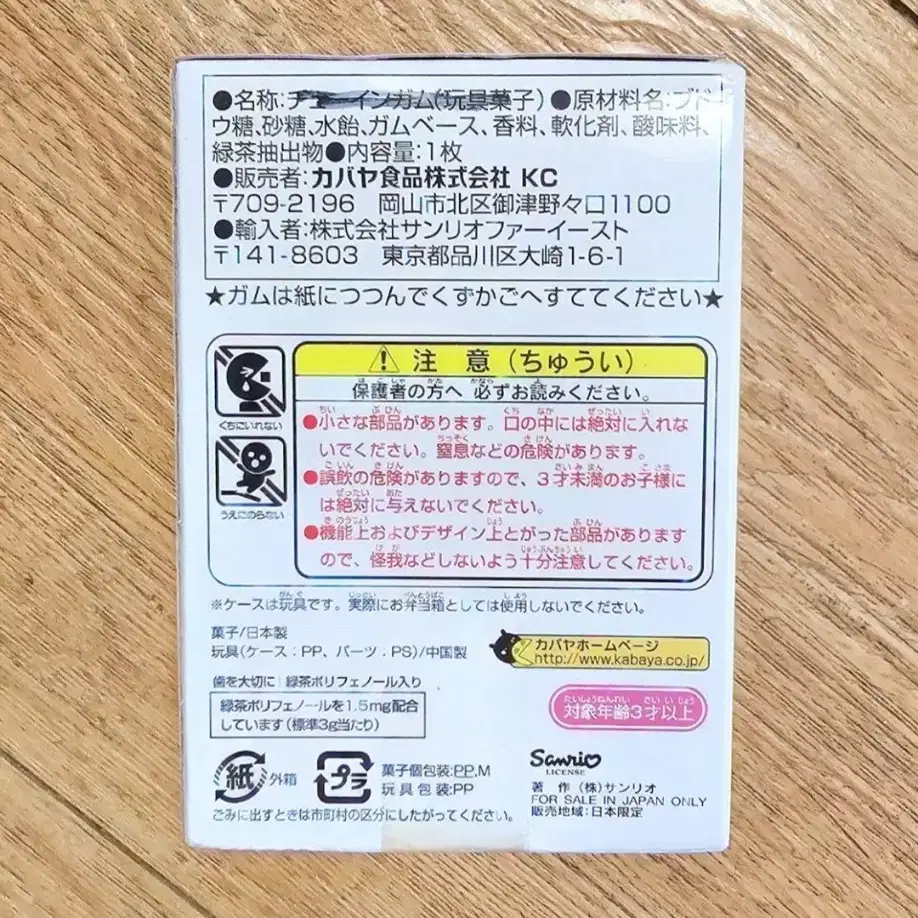 ●名称:チューインガム(玩具菓子)●原材料名:ブド
ウ糖、砂糖、水飴、ガムベース、香料、軟化剤、酸味料、
緑茶抽出物●内容量:1枚
●販売者:カバヤ食品株式会社 KC
〒709-2196 岡山市北区御津野々口1100
●輸入者:株式会社サンリオファーイースト
〒141-8603 東京都品川区大崎1-6-1
★ガムは紙につつんでくずかごへすててください★
くちにいれない
うえにのらない
注 意(ちゅうい)
保護者の方へ 必ずお読みください。
●小さな部品があります。口の中には絶対に入れな
いでください。窒息などの危険があります。
●誤飲の危険がありますので、3才未満のお子様に
は絶対に与えないでください。
●機能上およびデザイン上とがった部品があります
ので、怪我などしないよう十分注意してください。
※ケースは玩具です。実際にお弁当箱としては使用しないでください。
菓子/日本製
玩具(ケース:PP、パーツ:PS)/中国製
カバヤホームページ
http://www.kabaya.co.jp/
歯を大切に!緑茶ポリフェノール入り
緑茶ポリフェノールを1.5mg配合
しています(標準3g当たり)
対象年齢3才以上
紙 外箱
プラ 菓子個包装:PP,M
玩具包装:PP
ごみに出すときは市町村の区分にしたがってください。
Sanrio
LICENSE
著 作 (株)サンリオ
FOR SALE IN JAPAN ONLY
販売地域:日本限定